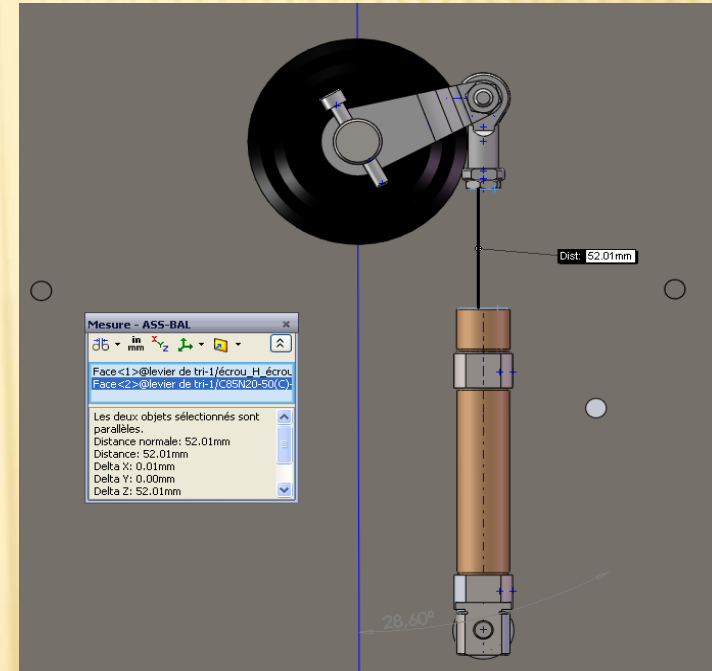 Dist: 52.01mm
Mesure - ASS-BAL
in
mm
X
Y
Z
Face<1>@levier de tri-1/écrou_H_écrou
Face<2>@levier de tri-1/C85N20-50(C)-
Les deux objets sélectionnés sont
parallèles.
Distance normale: 52.01mm
Distance: 52.01mm
Delta X: 0.01mm
Delta Y: 0.00mm
Delta Z: 52.01mm
28,60°